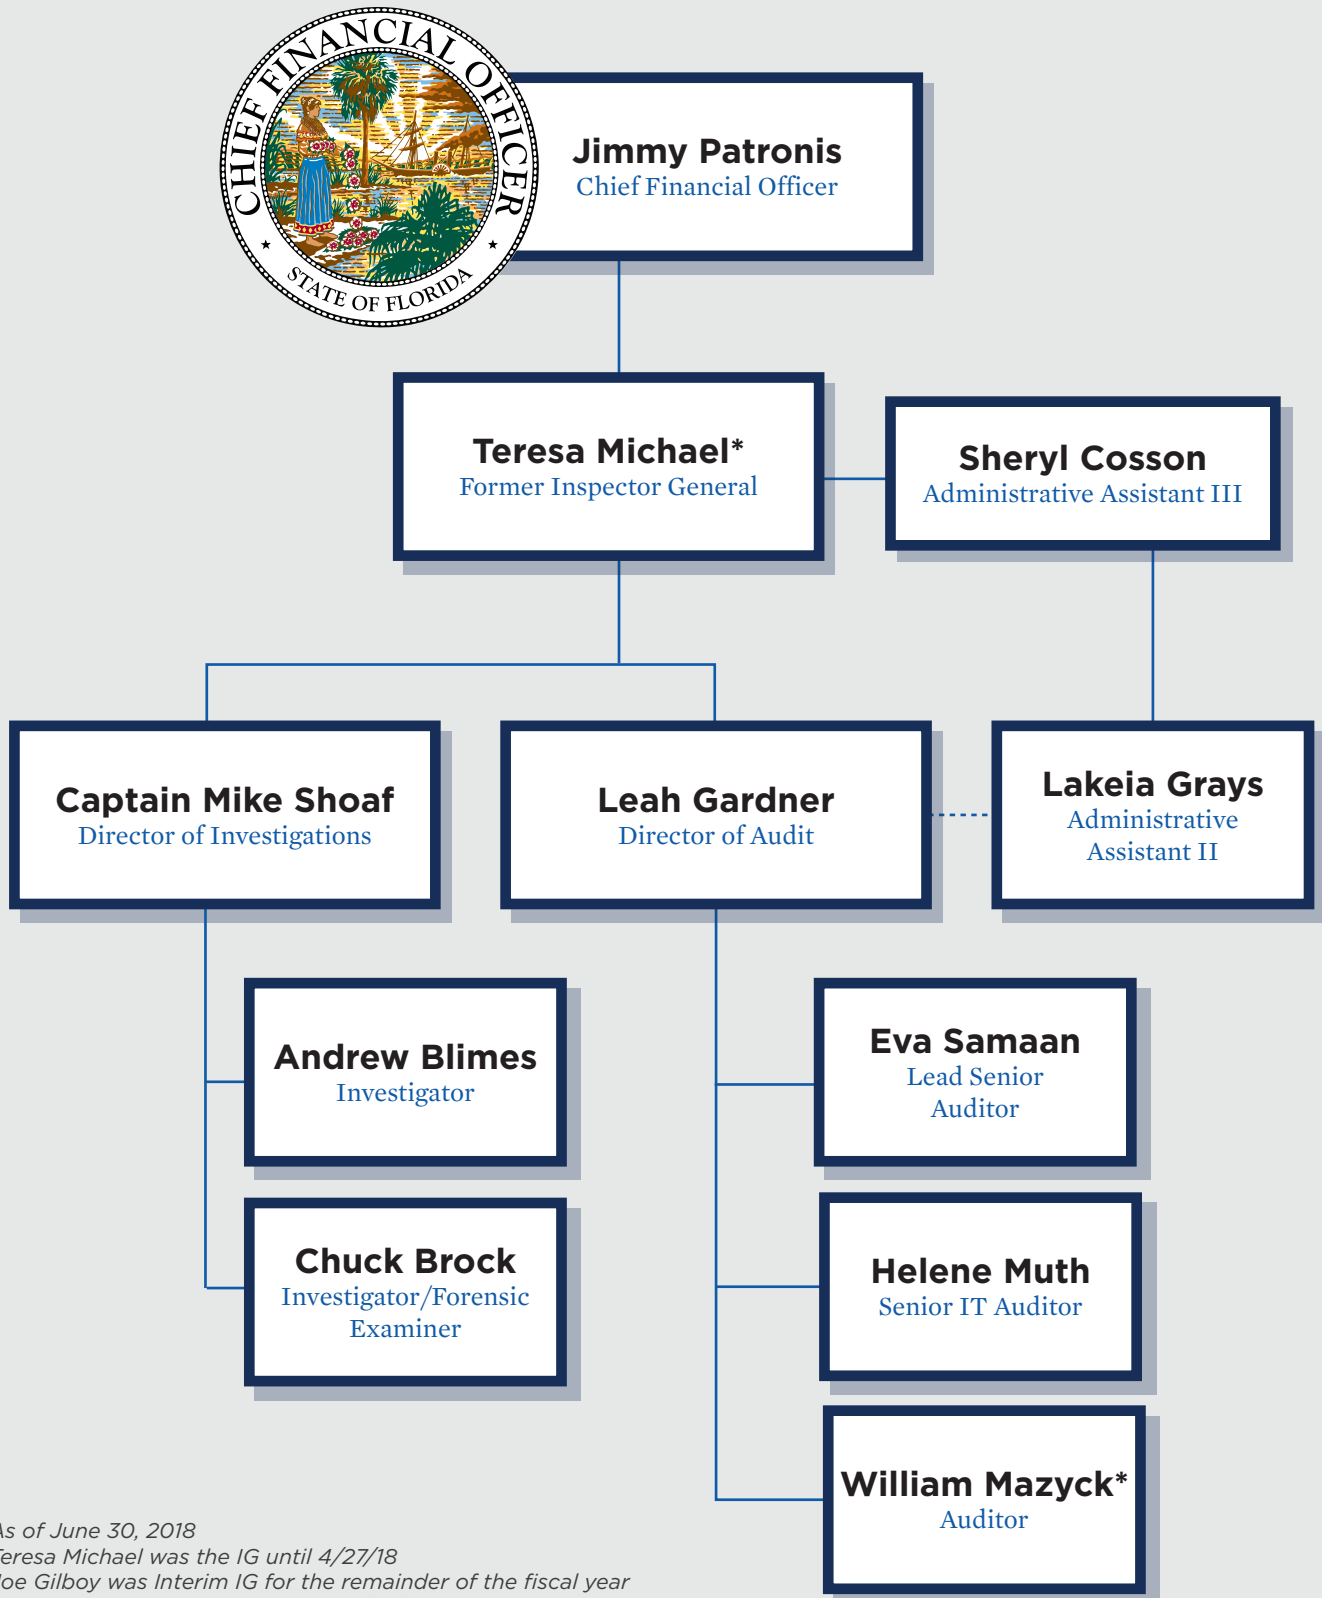 CHIEF FINANCIAL OFFICER
STATE OF FLORIDA
Jimmy Patronis
Chief Financial Officer
Teresa Michael*
Former Inspector General
Sheryl Cosson
Administrative Assistant III
Captain Mike Shoaf
Director of Investigations
Leah Gardner
Director of Audit
Lakeia Grays
Administrative
Assistant II
Andrew Blimes
Investigator
Eva Samaan
Lead Senior
Auditor
Chuck Brock
Investigator/Forensic
Examiner
Helene Muth
Senior IT Auditor
William Mazyck*
Auditor
As of June 30, 2018
Teresa Michael was the IG until 4/27/18
Joe Gilboy was Interim IG for the remainder of the fiscal year